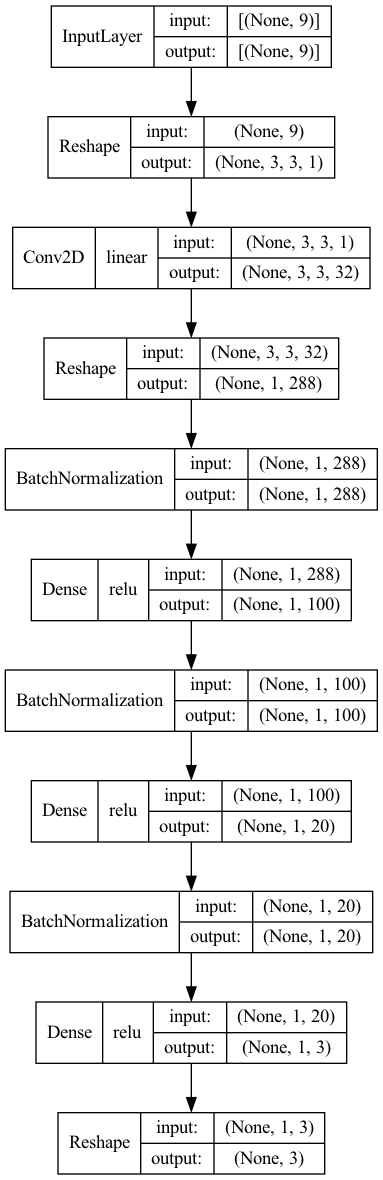 InputLayer input: [(None, 9)]
output: [(None, 9)]
Reshape input: (None, 9)
output: (None, 3, 3, 1)
Conv2D linear input: (None, 3, 3, 1)
output: (None, 3, 3, 32)
Reshape input: (None, 3, 3, 32)
output: (None, 1, 288)
BatchNormalization input: (None, 1, 288)
output: (None, 1, 288)
Dense relu input: (None, 1, 288)
output: (None, 1, 100)
BatchNormalization input: (None, 1, 100)
output: (None, 1, 100)
Dense relu input: (None, 1, 100)
output: (None, 1, 20)
BatchNormalization input: (None, 1, 20)
output: (None, 1, 20)
Dense relu input: (None, 1, 20)
output: (None, 1, 3)
Reshape input: (None, 1, 3)
output: (None, 3)